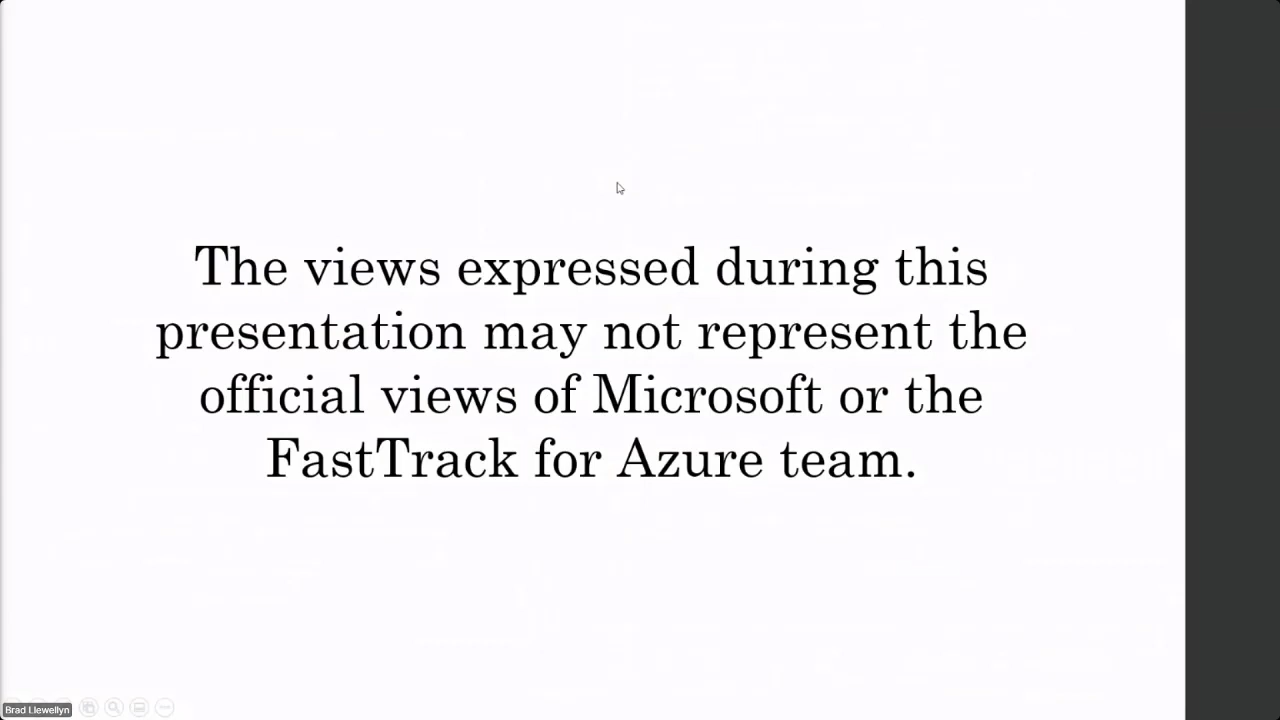 The views expressed during this
presentation may not represent the
official views of Microsoft or the
FastTrack for Azure team.
Brad Llewellyn